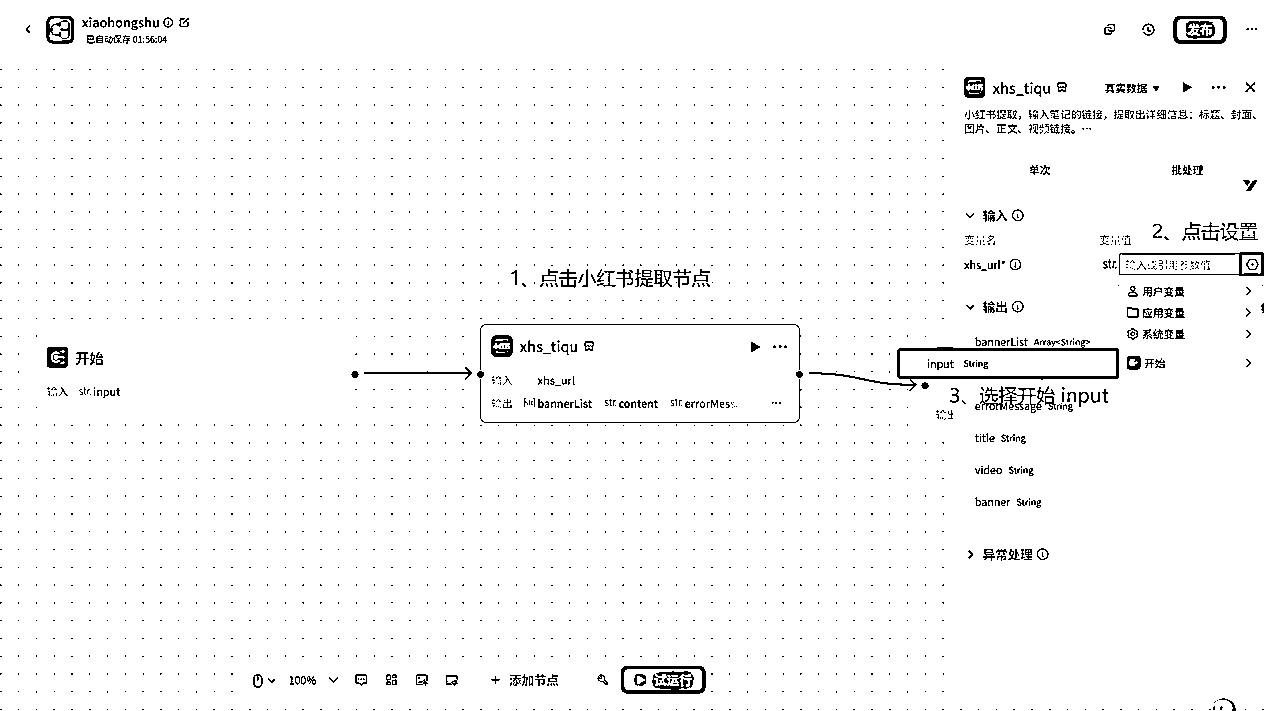 xiaohongshu
已自动保存 01:56:04
发布
xhs_tiqu
真实数据
小红书提取，输入笔记的链接，提取出详细信息：标题、封面、
图片、正文、视频链接。…
单次
批处理
输入
2、点击设置
变量名
变量值
xhs_url*
str.
输入或引用参数值
用户变量
应用变量
系统变量
开始
输出
bannerList Array<String>
input String
3、选择开始 input
errorMessage String
输出
title String
video String
banner String
异常处理
1、点击小红书提取节点
开始
输入 str. input
xhs_tiqu
输入 xhs_url
输出 bannerList str. content str. errorMess..
100%
添加节点
试运行